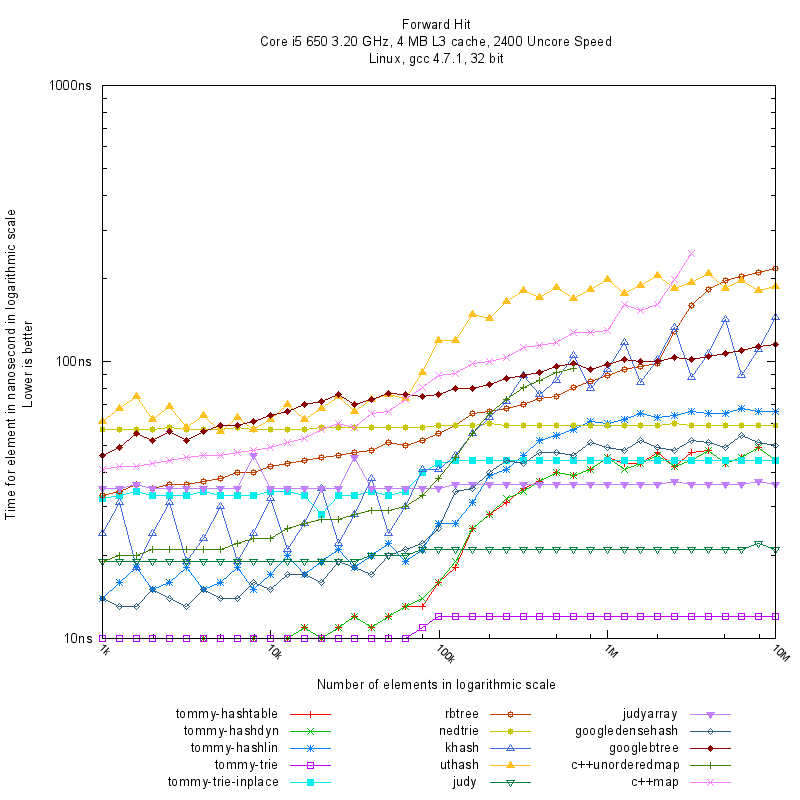 Forward Hit
Core i5 650 3.20 GHz, 4 MB L3 cache, 2400 Uncore Speed
Linux, gcc 4.7.1, 32 bit
1000ns
100ns
10ns
Time for element in nanosecond in logarithmic scale
Lower is better
1k
10k
100k
1M
10M
Number of elements in logarithmic scale
tommy-hashtable
tommy-hashdyn
tommy-hashlin
tommy-trie
tommy-trie-inplace
rbtree
nedtrie
khash
uthash
judy
judyarray
googledensehash
googlebtree
c++unorderedmap
c++map